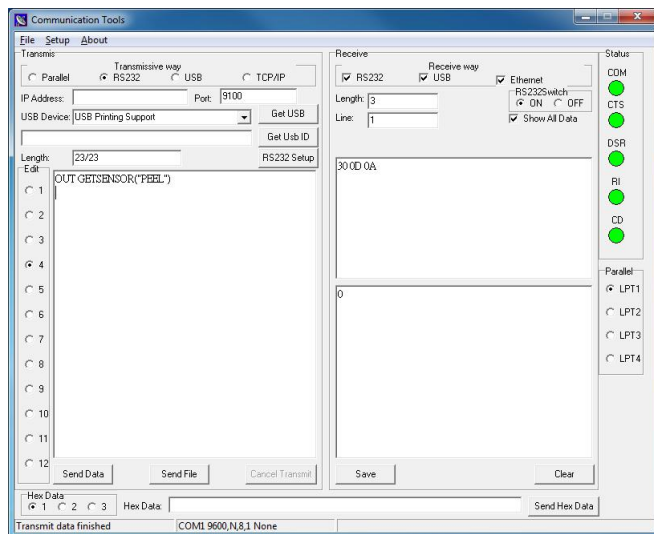 Communication Tools
File Setup About
Transmis
Transmissive way
Parallel RS232 USB TCP/IP
IP Address: Port: 9100
USB Device: USB Printing Support Get USB
Get Usb ID
Length: 23/23 RS232 Setup
Edit
OUT GETSENSOR("PEEL")
1
2
3
4
5
6
7
8
9
10
11
12
Send Data Send File Cancel Transmit
Receive
Receive way
RS232 USB Ethernet
Length: 3
RS232Switch
ON OFF
Line: 1
Show All Data
30 0D 0A
0
Save Clear
Status
COM
CTS
DSR
RI
CD
Parallel
LPT1
LPT2
LPT3
LPT4
Hex Data
1 2 3 Hex Data: Send Hex Data
Transmit data finished COM1 9600,N,8,1 None